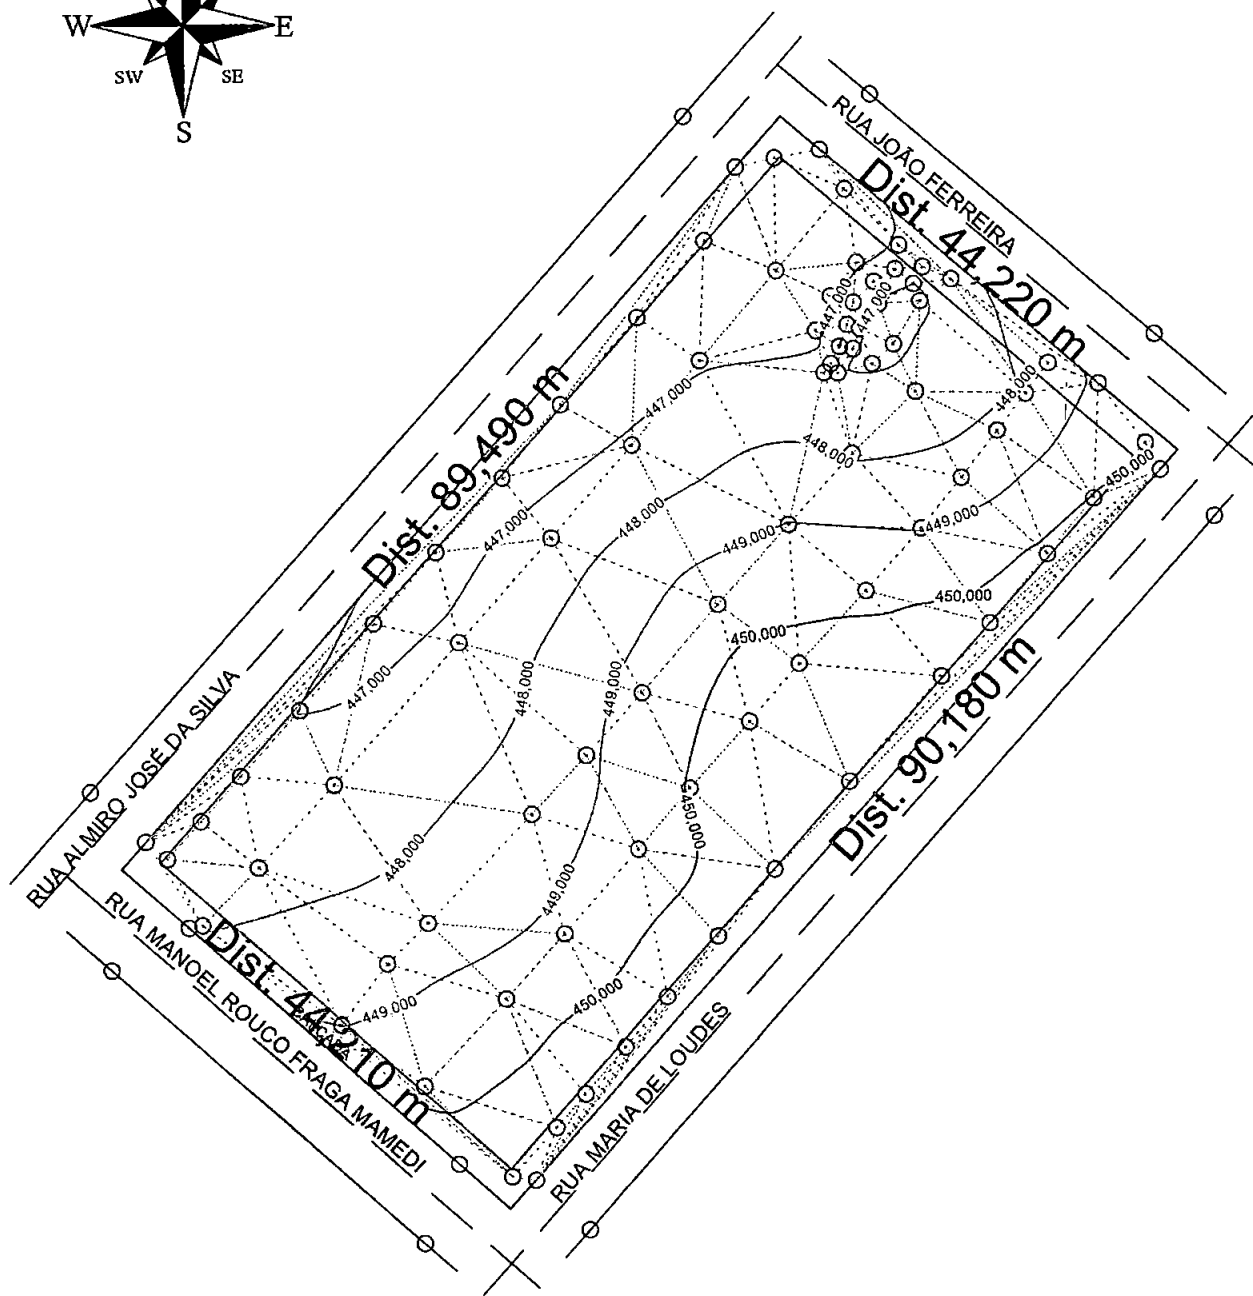 W
E
SW
SE
S
RUA JOÃO FERREIRA
Dist. 44,220 m
447,000
447,000
447,000
448,000
448,000
450,000
Dist. 89,490 m
447,000
448,000
449,000
449,000
450,000
450,000
447,000
448,000
449,000
Dist. 90,180 m
RUA ALMIRO JOSÉ DA SILVA
450,000
448,000
449,000
RUA MANOEL ROUCO FRAGA MAMEDI
Dist. 44,210 m
449,000
450,000
RUA MARIA DE LOUDES